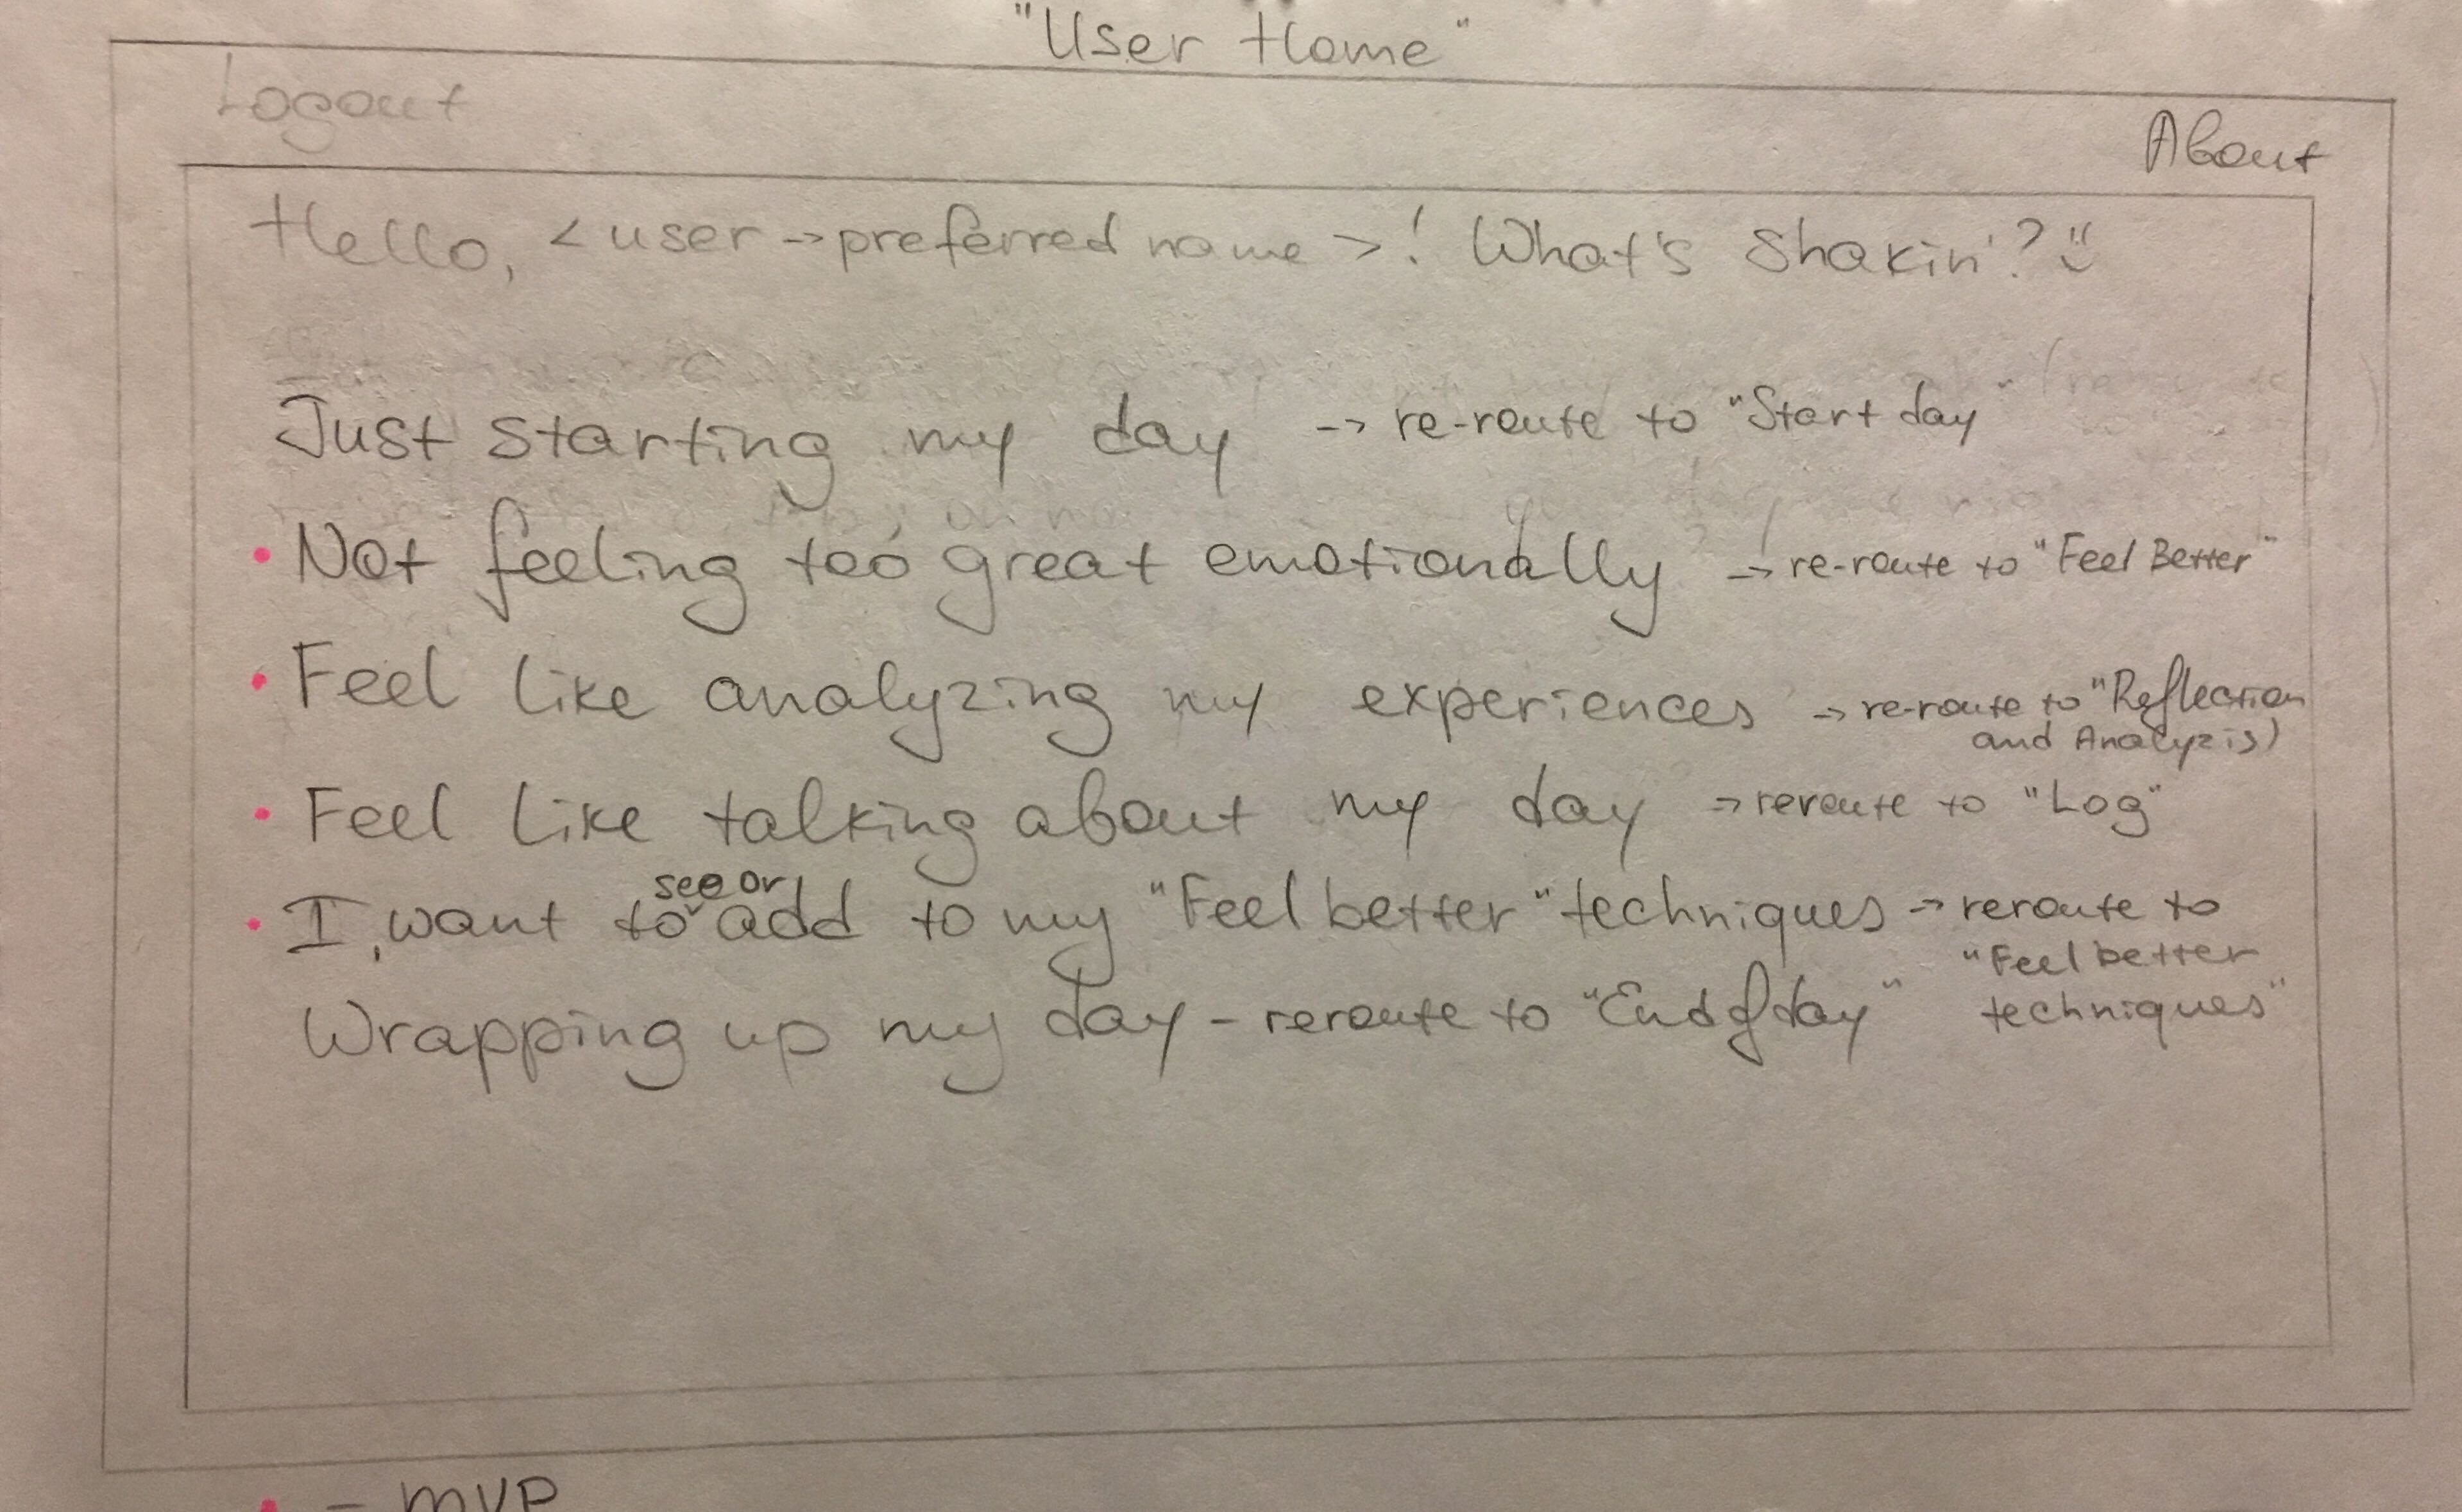 "User Home"
Logout
About
Hello, <user->preferred name>! What's Shakin'? :)
Just starting my day -> re-route to "Start day"
• Not feeling too great emotionally -> re-route to "Feel Better"
• Feel like analyzing my experiences -> re-route to "Reflection
and Analyzis)
• Feel like talking about my day -> reroute to "Log"
see or
• I want to add to my "Feel better" techniques -> reroute to
"Feel better
techniques"
Wrapping up my day - reroute to "End of day"
• - MVP